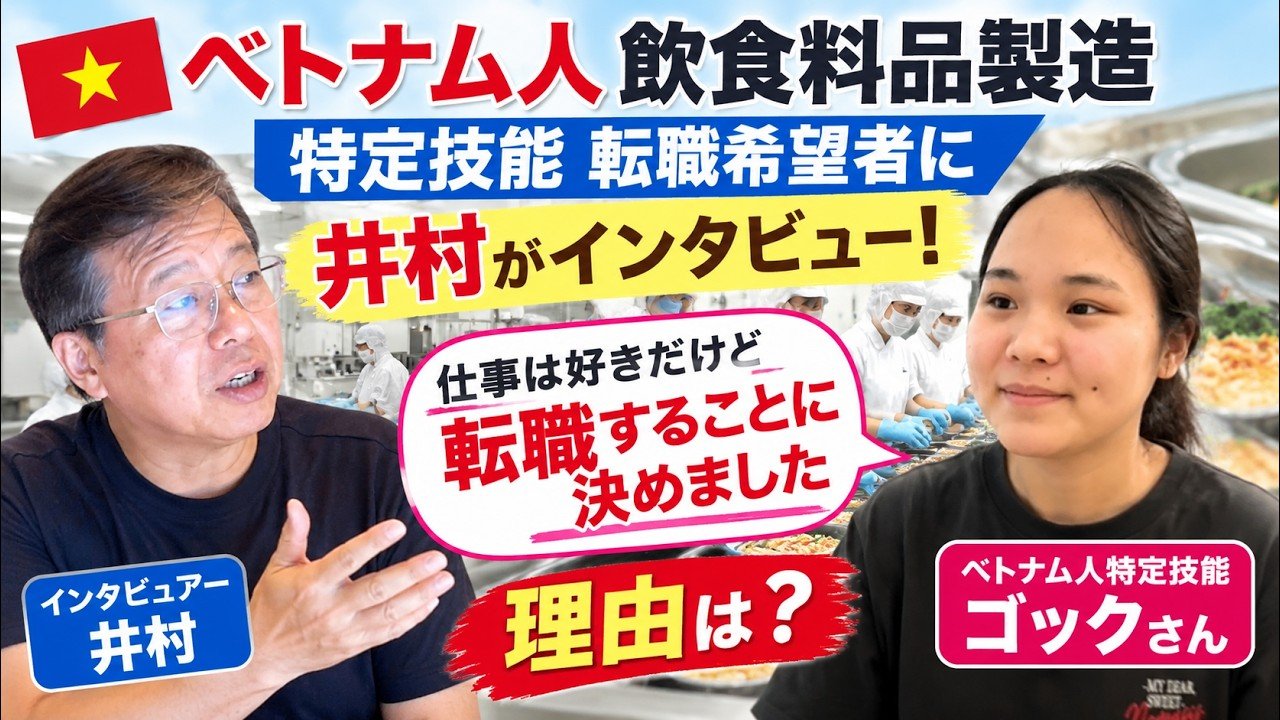 ベトナム人 飲食料品製造
特定技能 転職希望者に
井村がインタビュー!
仕事は好きだけど
転職することに
決めました
理由は?
インタビュアー
井村
ベトナム人特定技能
ゴックさん
-MY DEAR
SWEET-